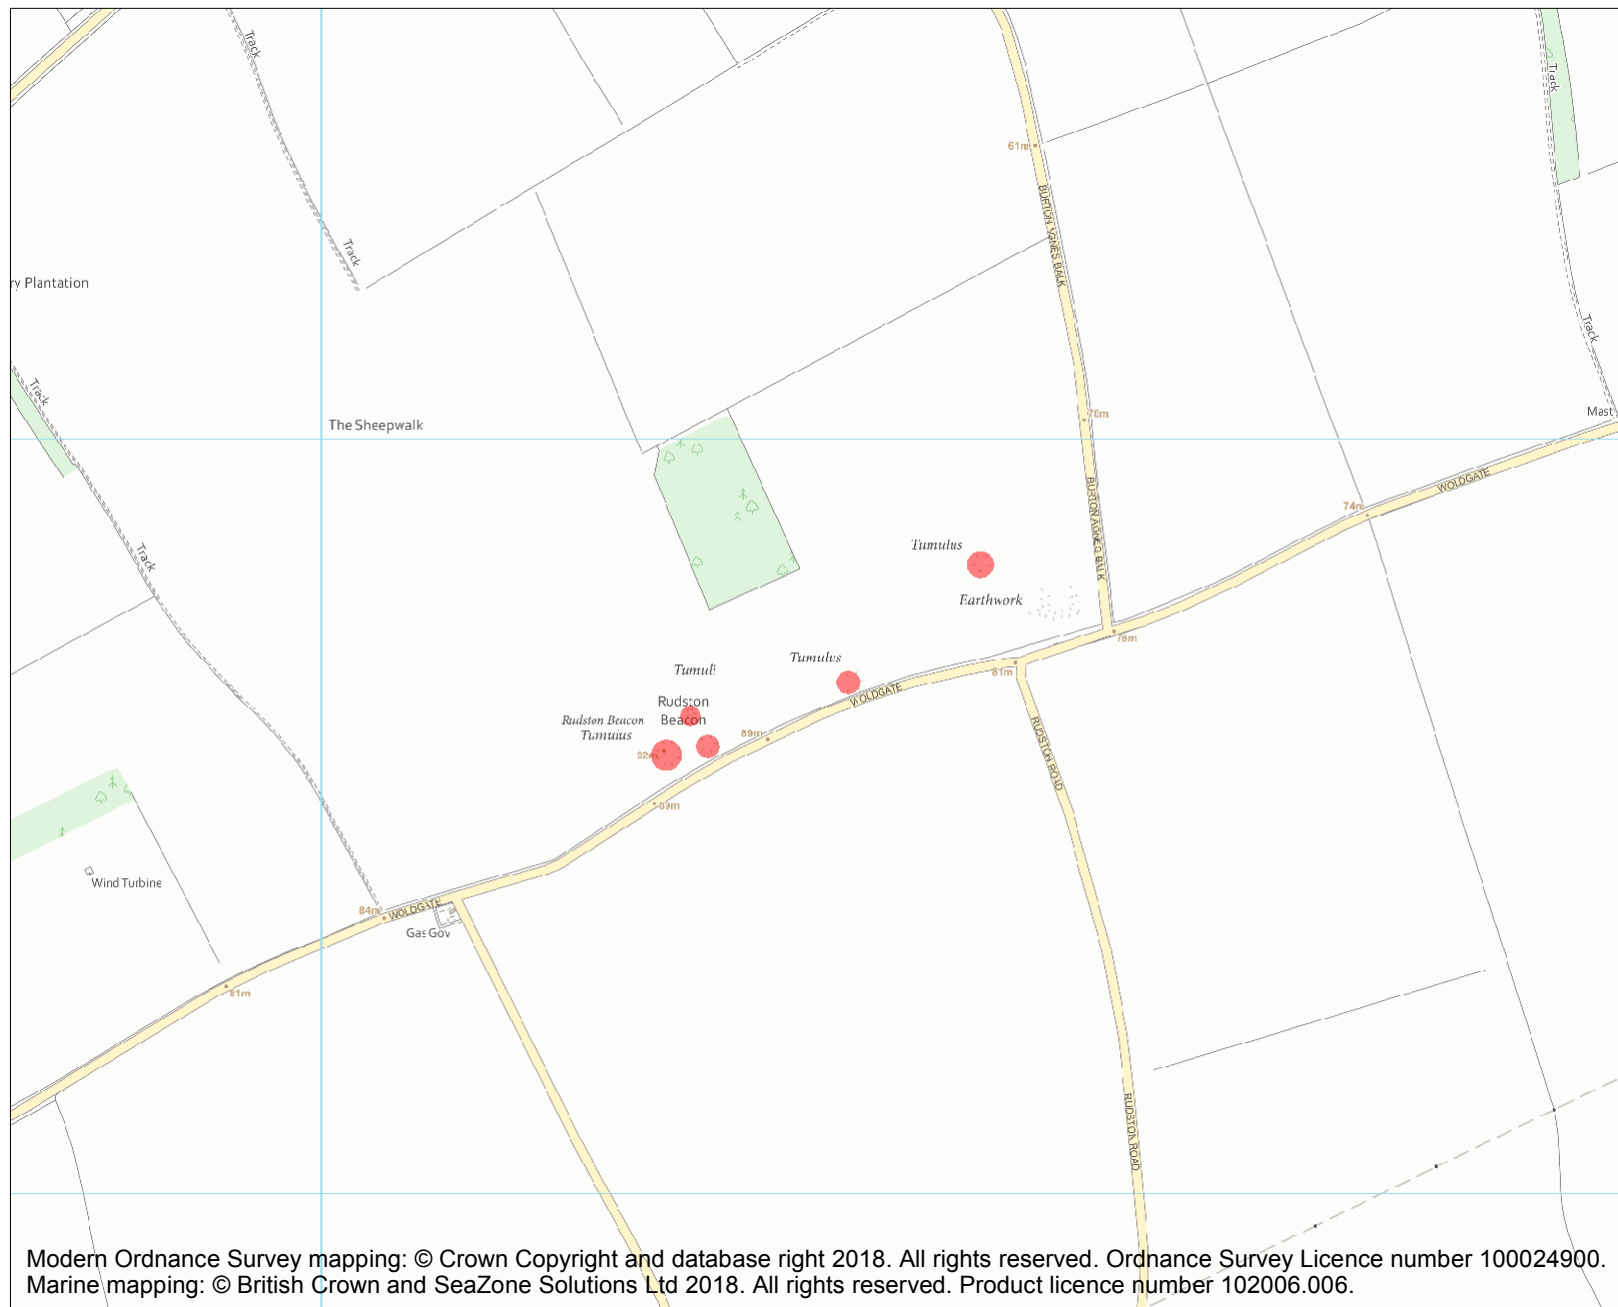 Track
Track
61m
BURTON AGNES BALK
Track
Track
ry Plantation
Track
The Sheepwalk
70m
Mast
WOLDGATE
74m
BURTON AGNES BALK
Track
Tumulus
Earthwork
78m
Tumuli
Tumulus
81m
WOLDGATE
Rudston
Beacon
Rudston Beacon
Tumulus
92m
89m
89m
RUDSTON ROAD
Wind Turbine
84m
WOLDGATE
Gas Gov
81m
RUDSTON ROAD
Modern Ordnance Survey mapping: © Crown Copyright and database right 2018. All rights reserved. Ordnance Survey Licence number 100024900.
Marine mapping: © British Crown and SeaZone Solutions Ltd 2018. All rights reserved. Product licence number 102006.006.